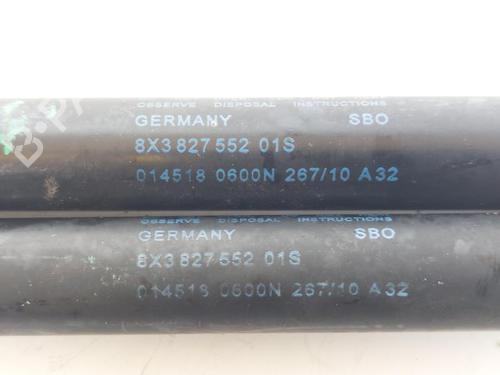 OBSERVE DISPOSAL INSTRUCTIONS
GERMANY SBO
8X3 827 552 01S
014518 0600N 267/10 A32
OBSERVE DISPOSAL INSTRUCTIONS
GERMANY SBO
8X3 827 552 01S
014518 0600N 267/10 A32